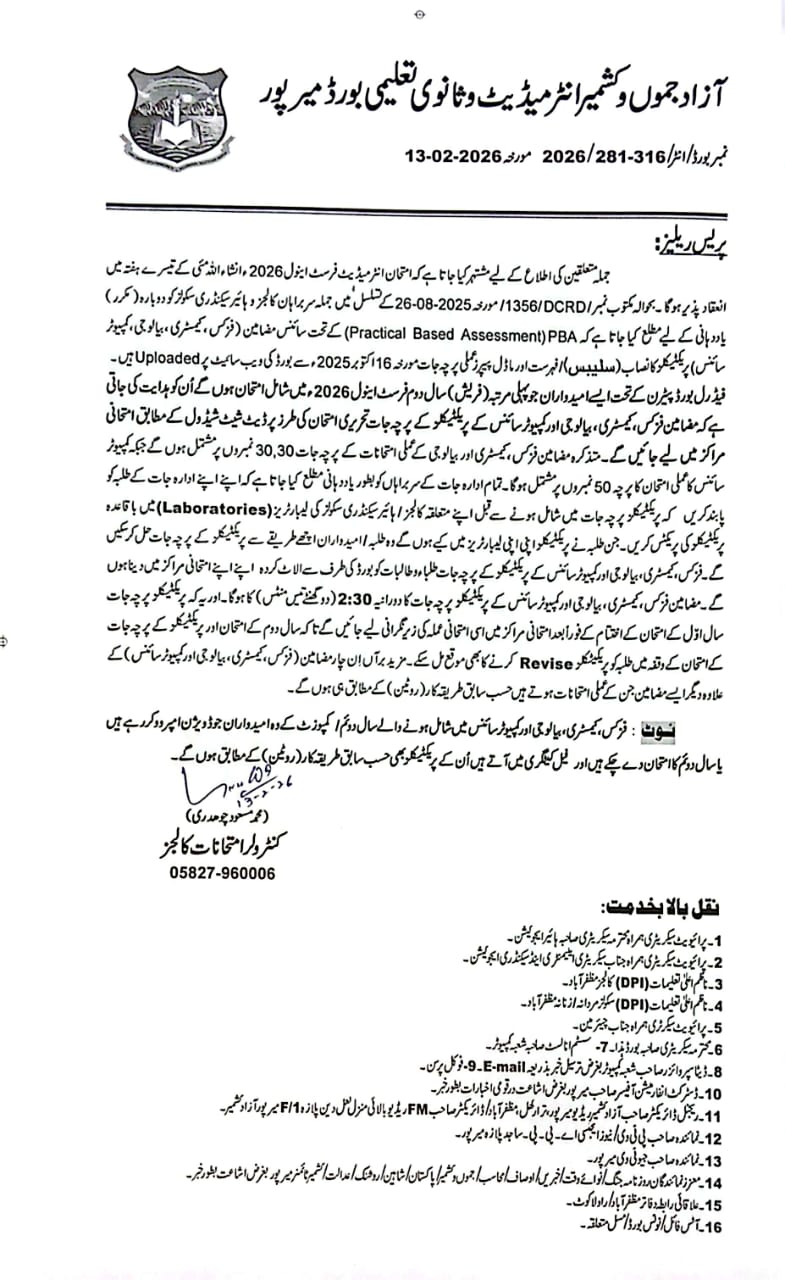 آزاد جموں و کشمیر انٹرمیڈیٹ و ثانوی تعلیمی بورڈ میرپور
نمبر بورڈ/انٹر/316-281/2026 مورخہ 13-02-2026
پریس ریلیز:
جملہ متعلقین کی اطلاع کے لیے مشتہر کیا جاتا ہے کہ امتحان انٹرمیڈیٹ فرسٹ اینول 2026ء انشاء اللہ مئی کے تیسرے ہفتہ میں
انعقاد پذیر ہو گا۔ بحوالہ مکتوب نمبر/1356/DCRD/مورخہ 26-08-2025 کے تسلسل میں جملہ سربراہان کالجز و ہائیر سیکنڈری سکولز کو دوبارہ (مکرر)
یاد دہانی کے لیے مطلع کیا جاتا ہے کہ PBA (Practical Based Assessment) کے تحت سائنس مضامین (فزکس، کیمسٹری، بیالوجی، کمپیوٹر
سائنس) پریکٹیکلز کا نصاب (سلیبس)/فہرست اور ماڈل پیپرز عملی پرچہ جات مورخہ 16 اکتوبر 2025ء سے بورڈ کی ویب سائیٹ پر Uploaded ہیں۔
فیڈرل بورڈ پیٹرن کے تحت ایسے امیدواران جو پہلی مرتبہ (فریش) سال دوم فرسٹ اینول 2026ء میں شامل امتحان ہوں گے اُن کو ہدایت کی جاتی
ہے کہ مضامین فزکس، کیمسٹری، بیالوجی اور کمپیوٹر سائنس کے پریکٹیکلز کے پرچہ جات تحریری امتحان کی طرز پر ڈیٹ شیٹ شیڈول کے مطابق امتحانی
مراکز میں لیے جائیں گے۔ متذکرہ مضامین فزکس، کیمسٹری اور بیالوجی کے عملی امتحانات کے پرچہ جات 30,30 نمبروں پر مشتمل ہوں گے جبکہ کمپیوٹر
سائنس کا عملی امتحان کا پرچہ 50 نمبروں پر مشتمل ہوگا۔ تمام ادارہ جات کے سربراہان کو بطور یاد دہانی مطلع کیا جاتا ہے کہ اپنے اپنے ادارہ جات کے طلبہ کو
پابند کریں کہ پریکٹیکلز پرچہ جات میں شامل ہونے سے قبل اپنے متعلقہ کالجز/ہائیر سیکنڈری سکولز کی لیبارٹریز (Laboratories) میں باقاعدہ
پریکٹیکلز کی پریکٹس کریں۔ جن طلبہ نے پریکٹیکلز اپنی اپنی لیبارٹریز میں کیے ہوں گے وہ طلبہ/امیدواران اچھے طریقے سے پریکٹیکلز کے پرچہ جات حل کر سکیں
گے۔ فزکس، کیمسٹری، بیالوجی اور کمپیوٹر سائنس کے پریکٹیکلز کے پرچہ جات طلباء و طالبات کو بورڈ کی طرف سے الاٹ کردہ اپنے اپنے امتحانی مراکز میں دینا ہوں
گے۔ مضامین فزکس، کیمسٹری، بیالوجی اور کمپیوٹر سائنس کے پریکٹیکلز پرچہ جات کا دورانیہ 2:30 (دو گھنٹے تیس منٹس) کا ہوگا۔ اور یہ کہ پریکٹیکلز پرچہ جات
سال اوّل کے امتحان کے اختتام کے فوراً بعد امتحانی مراکز میں اسی امتحانی عملہ کی زیر نگرانی لیے جائیں گے تاکہ سال دوم کے امتحان اور پریکٹیکلز کے پرچہ جات
کے امتحان کے وقفہ میں طلبہ کو پریکٹیکلز Revise کرنے کا بھی موقع مل سکے۔ مزید برآں اِن چار مضامین (فزکس، کیمسٹری، بیالوجی اور کمپیوٹر سائنس) کے
علاوہ دیگر ایسے مضامین جن کے عملی امتحانات ہوتے ہیں حسب سابق طریقہ کار (روٹین) کے مطابق ہی ہوں گے۔
نوٹ : فزکس، کیمسٹری، بیالوجی اور کمپیوٹر سائنس میں شامل ہونے والے سال دوئم/کمپوزٹ کے وہ امیدواران جو ڈویژن امپروو کر رہے ہیں
یا سال دوئم کا امتحان دے چکے ہیں اور فیل کیٹگری میں آتے ہیں اُن کے پریکٹیکلز بھی حسب سابق طریقہ کار (روٹین) کے مطابق ہوں گے۔
13-2-26
(محمد مسعود چوھدری)
کنٹرولر امتحانات کالجز
05827-960006
نقل بالا بخدمت:
1۔ پرائیویٹ سیکریٹری ہمراہ محترمہ سیکریٹری صاحبہ ہائیر ایجوکیشن۔
2۔ پرائیویٹ سیکریٹری ہمراہ جناب سیکریٹری ایلیمنٹری اینڈ سیکنڈری ایجوکیشن۔
3۔ ناظم اعلیٰ تعلیمات (DPI) کالجز مظفرآباد۔
4۔ ناظم اعلیٰ تعلیمات (DPI) سکولز مردانہ/زنانہ مظفرآباد۔
5۔ پرائیویٹ سیکرٹری ہمراہ جناب چیئرمین۔
6۔ محترمہ سیکریٹری صاحبہ بورڈ ہذا۔ 7۔ سسٹم انالسٹ صاحبہ شعبہ کمپیوٹر۔
8۔ ڈیٹا سپروائزر صاحب شعبہ کمپیوٹر بغرض ترسیل خبر بذریعہ E-mail۔ 9۔ فوکل پرسن۔
10۔ ڈسٹرکٹ انفارمیشن آفیسر صاحب میرپور بغرض اشاعت در قومی اخبارات بطور خبر۔
11۔ ریجنل ڈائریکٹر صاحب آزاد کشمیر ریڈیو میرپور، تراڑکھل، مظفرآباد/ڈائریکٹر صاحب FM ریڈیو بالائی منزل لعل دین پلازہ F/1 میرپور آزاد کشمیر۔
12۔ نمائندہ صاحب پی ٹی وی/نیوز ایجنسی اے۔پی۔پی۔ ساجد پلازہ میرپور۔
13۔ نمائندہ صاحب جیو ٹی وی میرپور۔
14۔ معزز نمائندگان روزنامہ جنگ/نوائے وقت/خبریں/اوصاف/محاسب/جموں و کشمیر/پاکستان/شاہین/روشنک/عدالت/کشمیر ٹائمز میرپور بغرض اشاعت بطور خبر۔
15۔ علاقائی رابطہ دفاتر مظفرآباد/راولاکوٹ۔
16۔ آفس فائل/نوٹس بورڈ/مسل متعلقہ۔